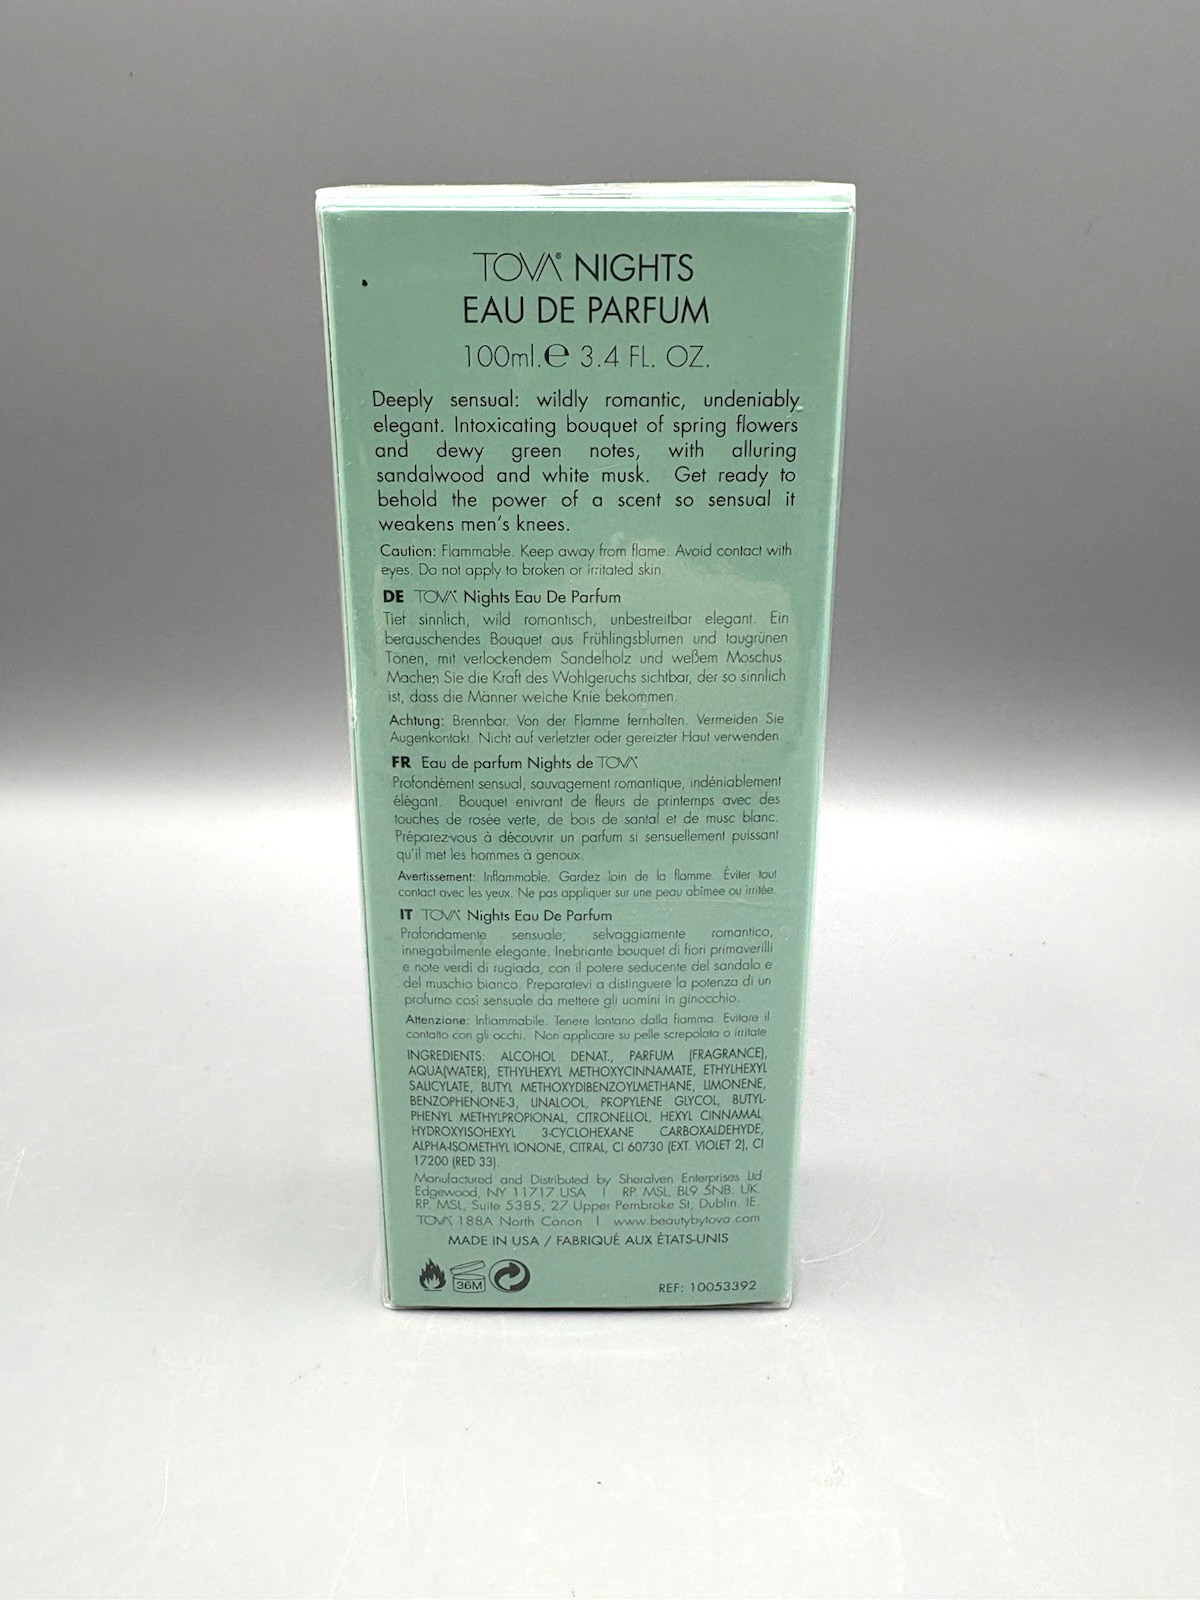 TOVA® NIGHTS
EAU DE PARFUM
100ml.℮ 3.4 FL. OZ.
Deeply sensual: wildly romantic, undeniably
elegant. Intoxicating bouquet of spring flowers
and dewy green notes, with alluring
sandalwood and white musk. Get ready to
behold the power of a scent so sensual it
weakens men's knees.
Caution: Flammable. Keep away from flame. Avoid contact with
eyes. Do not apply to broken or irritated skin.
DE TOVA® Nights Eau De Parfum
Tief sinnlich, wild romantisch, unbestreitbar elegant. Ein
berauschendes Bouquet aus Frühlingsblumen und taugrünen
Tönen, mit verlockendem Sandelholz und weßem Moschus.
Machen Sie die Kraft des Wohlgeruchs sichtbar, der so sinnlich
ist, dass die Männer weiche Knie bekommen.
Achtung: Brennbar. Von der Flamme fernhalten. Vermeiden Sie
Augenkontakt. Nicht auf verletzter oder gereizter Haut verwenden.
FR Eau de parfum Nights de TOVA®
Profondément sensual, sauvagement romantique, indéniablement
élégant. Bouquet enivrant de fleurs de printemps avec des
touches de rosée verte, de bois de santal et de musc blanc.
Préparez-vous à découvrir un parfum si sensuellement puissant
qu'il met les hommes à genoux.
Avertissement: Inflammable. Gardez loin de la flamme. Éviter tout
contact avec les yeux. Ne pas appliquer sur une peau abîmee ou irritée.
IT TOVA® Nights Eau De Parfum
Profondamente sensuale; selvaggiamente romantico,
innegabilmente elegante. Inebriante bouquet di fiori primaverilli
e note verdi di rugiada, con il potere seducente del sandalo e
del muschio bianco. Preparatevi a distinguere la potenza di un
profumo così sensuale da mettere gli uomini in ginocchio.
Attenzione: Infiammabile. Tenere lontano dalla fiamma. Evitare il
contatto con gli occhi. Non applicare su pelle screpolata o irritate
INGREDIENTS: ALCOHOL DENAT., PARFUM (FRAGRANCE),
AQUA(WATER), ETHYLHEXYL METHOXYCINNAMATE, ETHYLHEXYL
SALICYLATE, BUTYL METHOXYDIBENZOYLMETHANE, LIMONENE,
BENZOPHENONE-3, LINALOOL, PROPYLENE GLYCOL, BUTYL-
PHENYL METHYLPROPIONAL, CITRONELLOL, HEXYL CINNAMAL,
HYDROXYISOHEXYL 3-CYCLOHEXANE CARBOXALDEHYDE,
ALPHA-ISOMETHYL IONONE, CITRAL, CI 60730 (EXT. VIOLET 2), CI
17200 (RED 33).
Manufactured and Distributed by Sheralven Enterprises Ltd
Edgewood, NY 11717 USA | RP. MSL, BL9 5NB. UK.
RP. MSL, Suite 5385, 27 Upper Pembroke St, Dublin. IE.
TOVA® 188A North Canon | www.beautybytova.com
MADE IN USA / FABRIQUÉ AUX ÉTATS-UNIS
36M
REF: 10053392